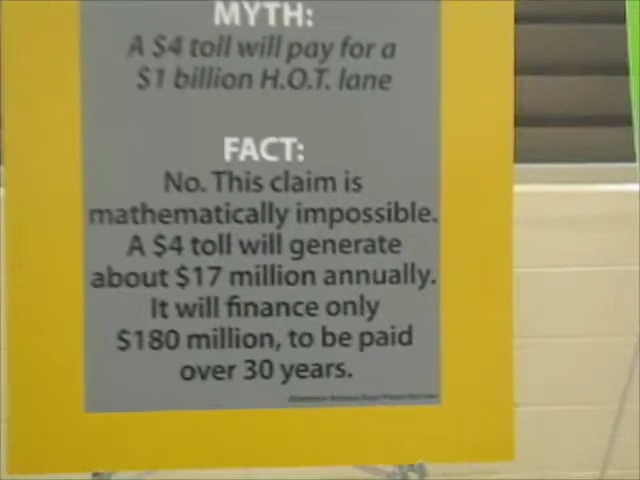 MYTH:
A $4 toll will pay for a
$1 billion H.O.T. lane
FACT:
No. This claim is
mathematically impossible.
A $4 toll will generate
about $17 million annually.
It will finance only
$180 million, to be paid
over 30 years.